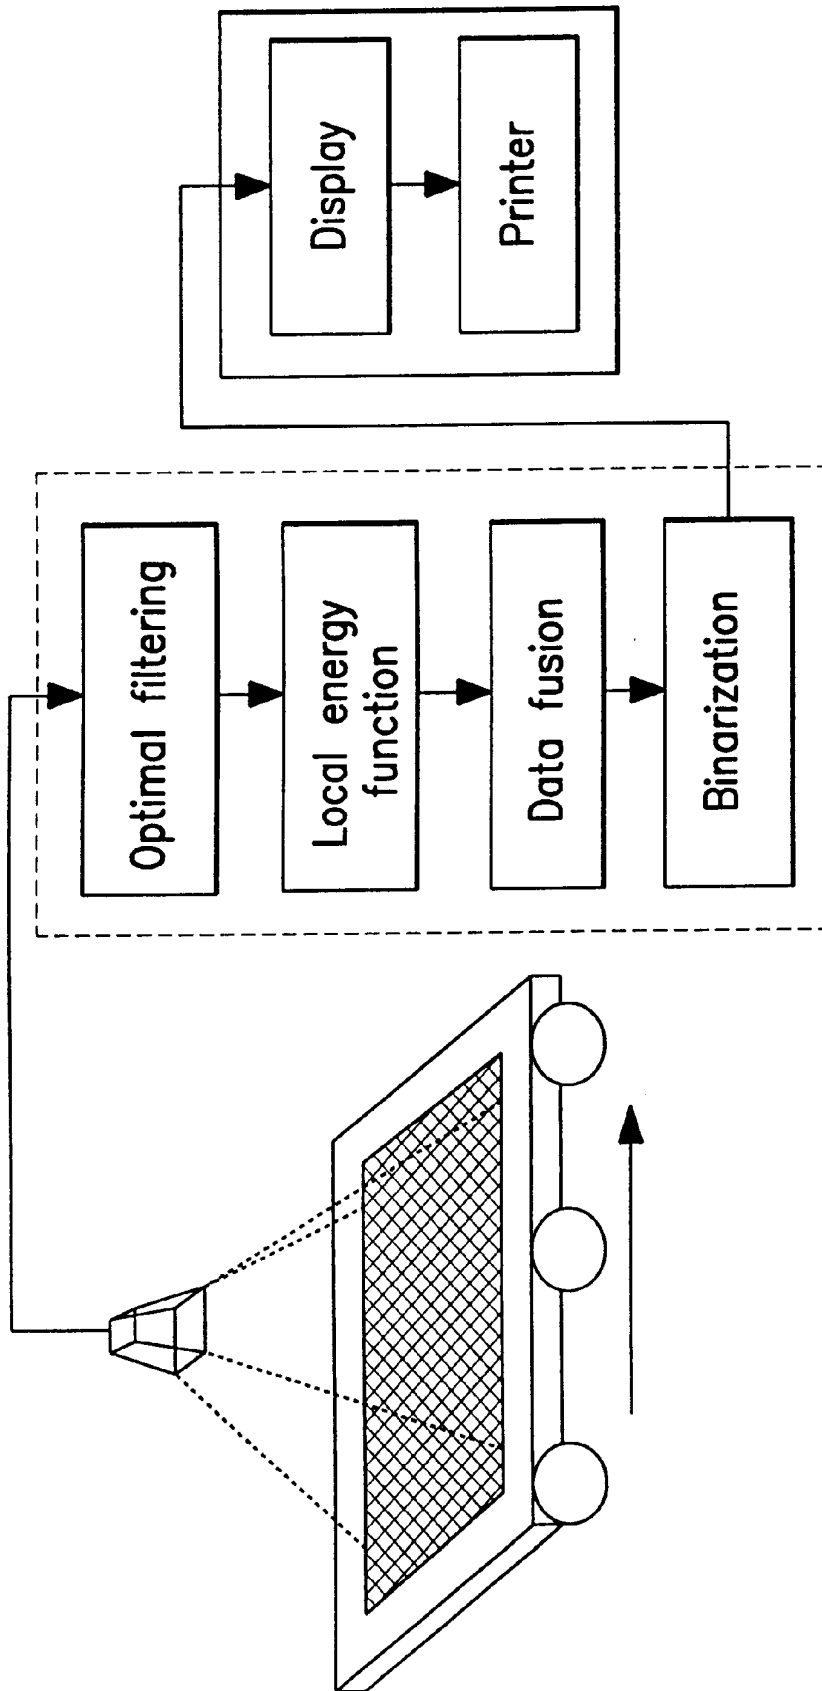 Optimal filtering
Local energy
function
Data fusion
Binarization
Display
Printer